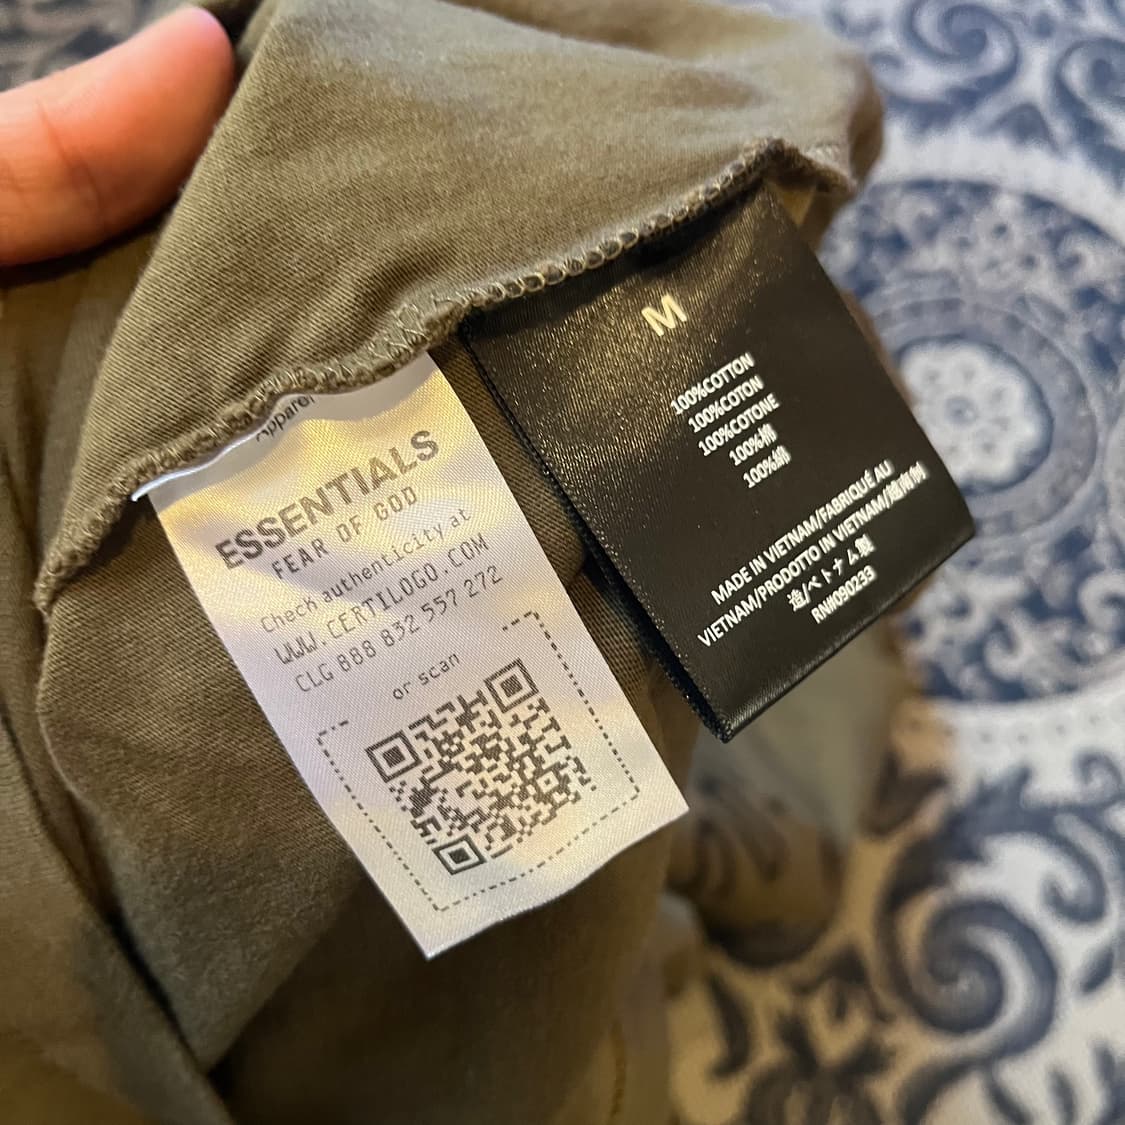 Apparel
ESSENTIALS
FEAR OF GOD
Check authenticity at
WWW.CERTILOGO.COM
CLG 888 832 557 272
or scan
M
100%COTTON
100%COTON
100%COTONE
100%棉
100%綿
MADE IN VIETNAM/FABRIQUÉ AU
VIETNAM/PRODOTTO IN VIETNAM/越南制
造/ベトナム製
RN#090233